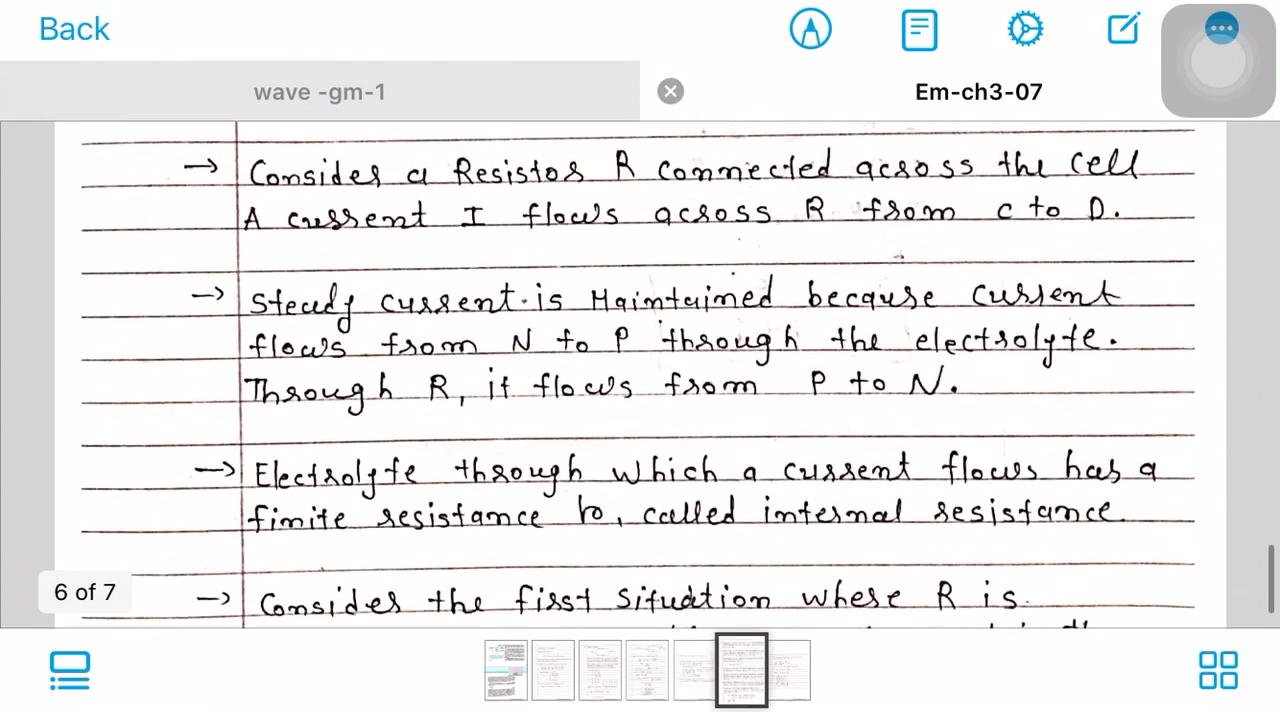 Back
wave -gm-1
Em-ch3-07
→ Consider a Resistor R connected across the cell
A current I flows across R from C to D.
→ Steady current is Maintained because current
flows from N to P through the electrolyte.
Through R, it flows from P to N.
→ Electrolyte through which a current flows has a
finite resistance r, called internal resistance.
→ Consider the first situation where R is
6 of 7